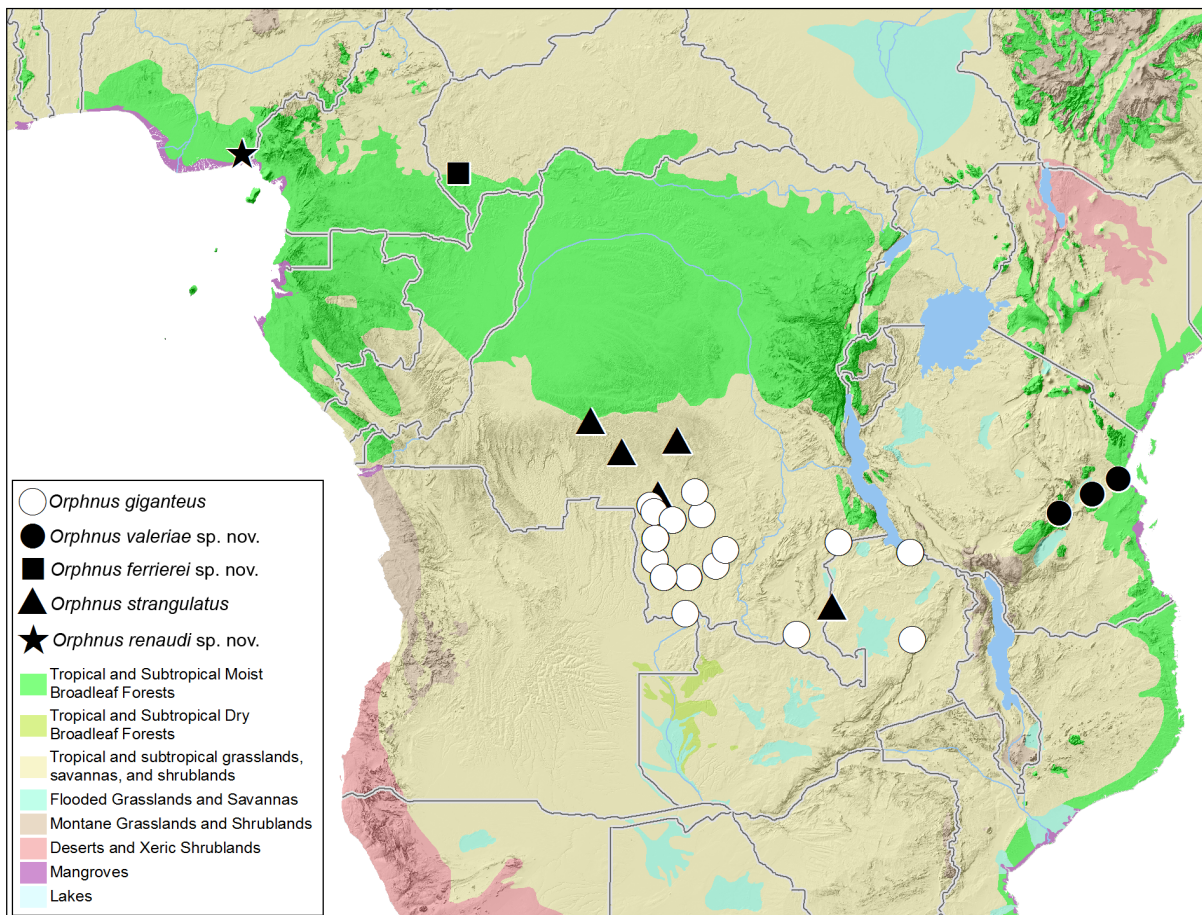 Orphnus giganteus
Orphnus valeriae sp. nov.
Orphnus ferrierei sp. nov.
Orphnus strangulatus
Orphnus renaudi sp. nov.
Tropical and Subtropical Moist
Broadleaf Forests
Tropical and Subtropical Dry
Broadleaf Forests
Tropical and subtropical grasslands,
savannas, and shrublands
Flooded Grasslands and Savannas
Montane Grasslands and Shrublands
Deserts and Xeric Shrublands
Mangroves
Lakes